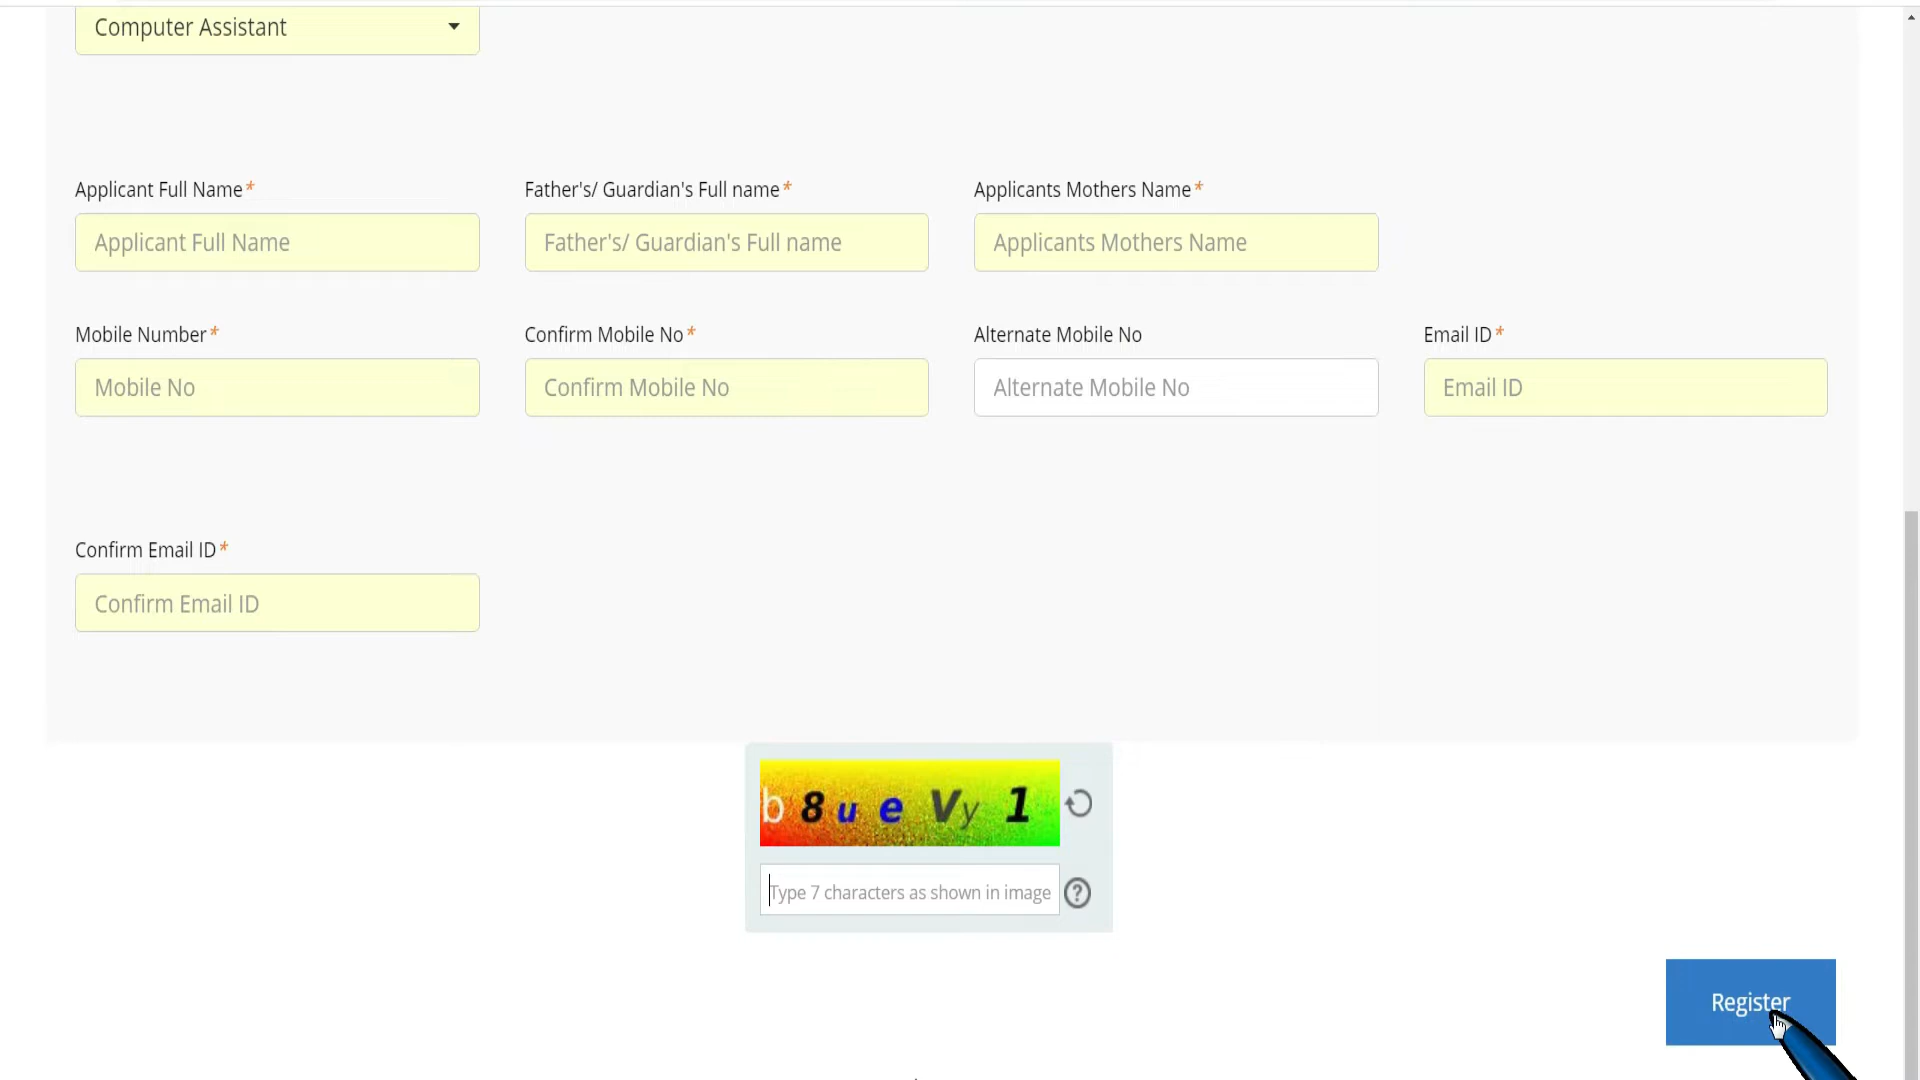 Computer Assistant
Applicant Full Name* Father's/ Guardian's Full name* Applicants Mothers Name*
Applicant Full Name Father's/ Guardian's Full name Applicants Mothers Name
Mobile Number* Confirm Mobile No* Alternate Mobile No Email ID*
Mobile No Confirm Mobile No Alternate Mobile No Email ID
Confirm Email ID*
Confirm Email ID
b 8 u e V y 1
Type 7 characters as shown in image ?
Register